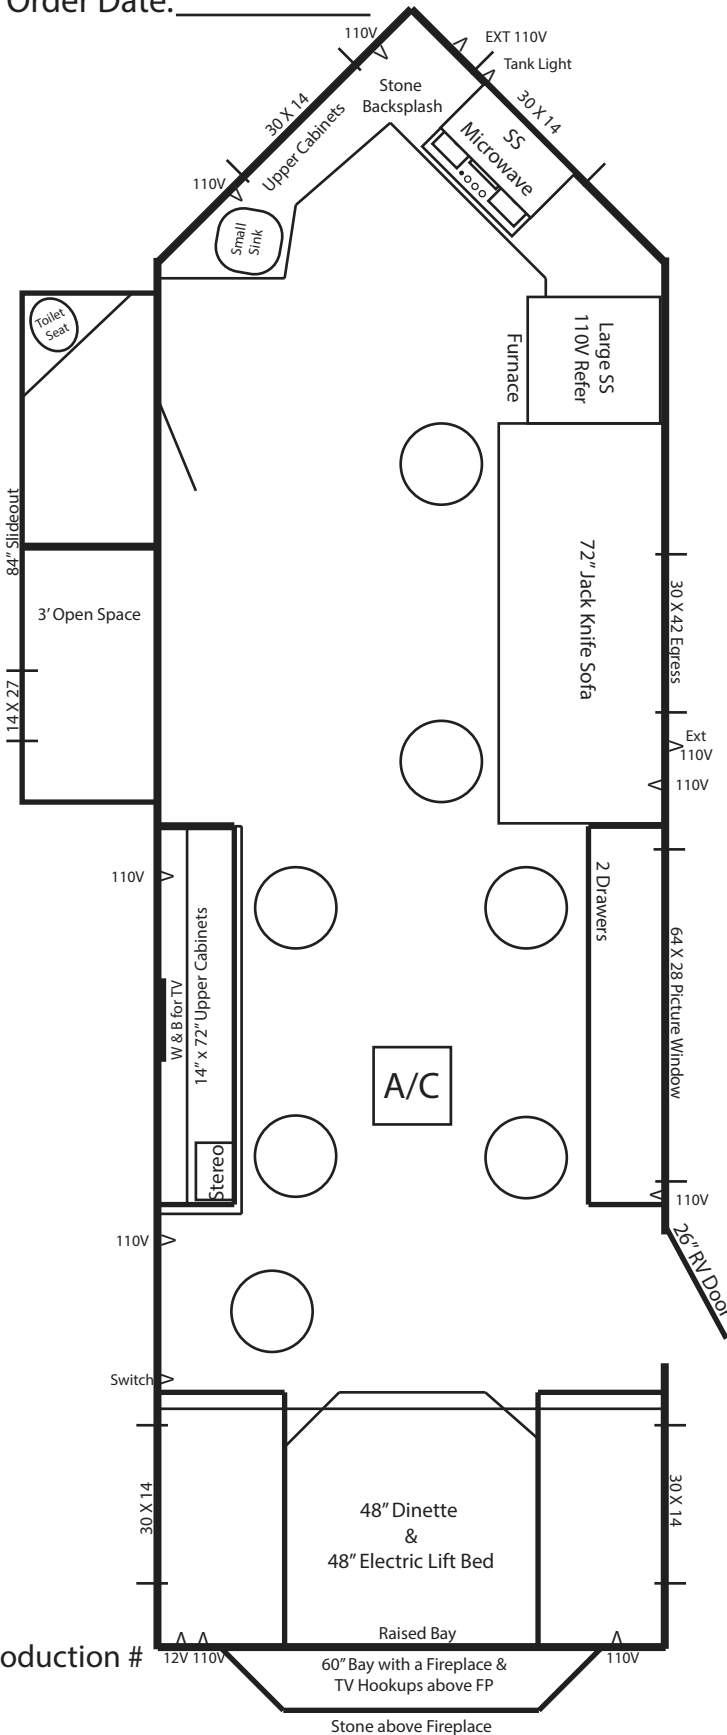 Order Date:
110V
EXT 110V
Tank Light
Stone
Backsplash
30 X 14
30 X 14
Upper Cabinets
SS
Microwave
110V
Small
Sink
Toilet
Seat
Large SS
110V Refer
Furnace
84" Slideout
72" Jack Knife Sofa
30 X 42 Egress
3' Open Space
14 X 27
Ext
110V
110V
110V
2 Drawers
W & B for TV
14" x 72" Upper Cabinets
64 X 28 Picture Window
A/C
Stereo
110V
110V
26" RV Door
Switch
30 X 14
30 X 14
48" Dinette
&
48" Electric Lift Bed
Raised Bay
oduction #
12V 110V
60" Bay with a Fireplace &
TV Hookups above FP
110V
Stone above Fireplace